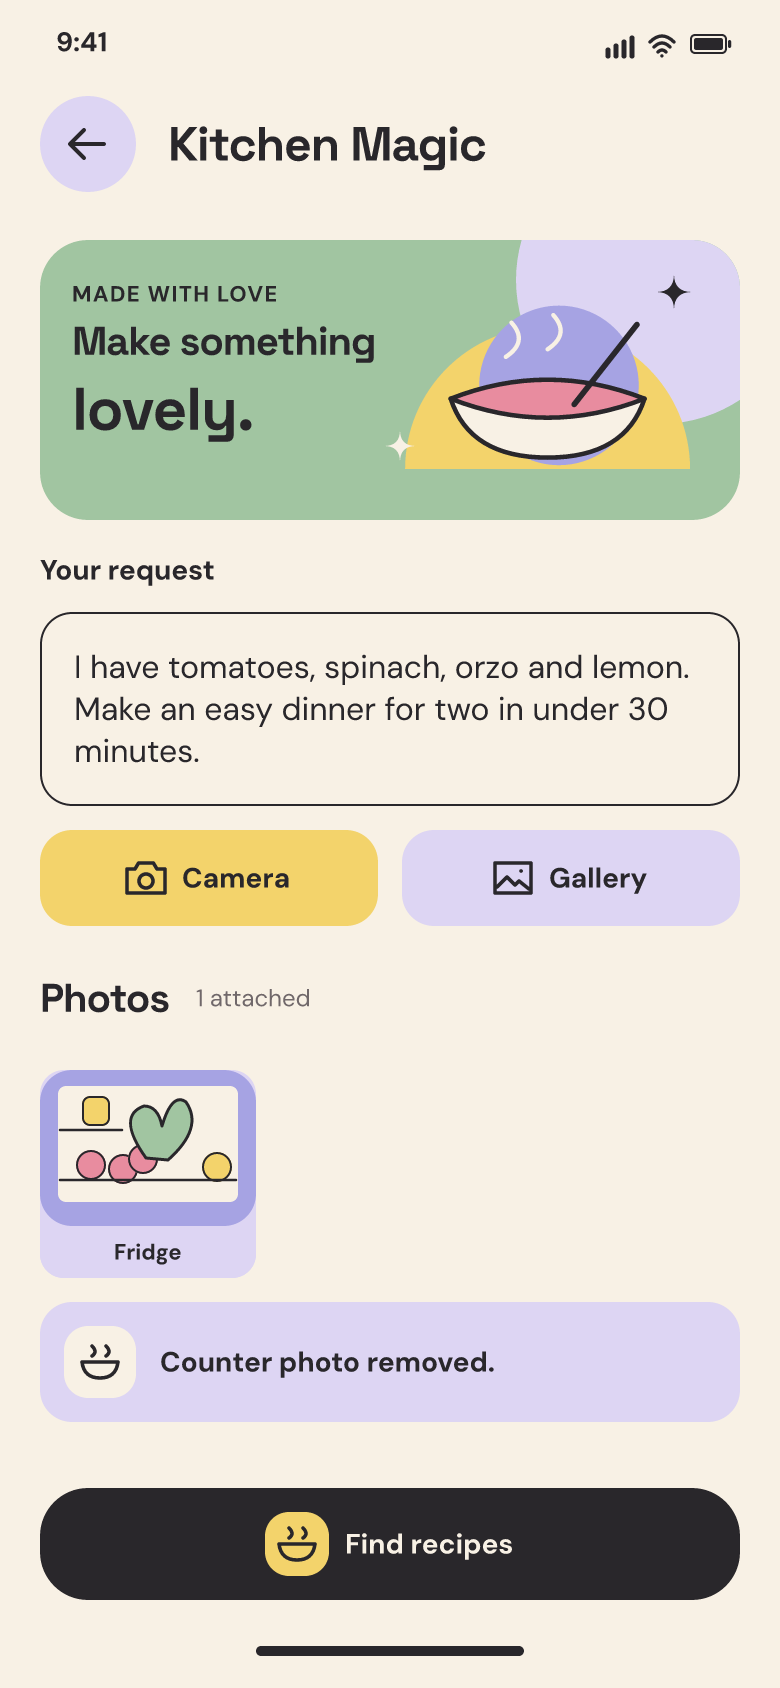 9:41
Kitchen Magic
MADE WITH LOVE
Make something
lovely.
Your request
I have tomatoes, spinach, orzo and lemon.
Make an easy dinner for two in under 30
minutes.
Camera
Gallery
Photos
1 attached
Fridge
Counter photo removed.
Find recipes